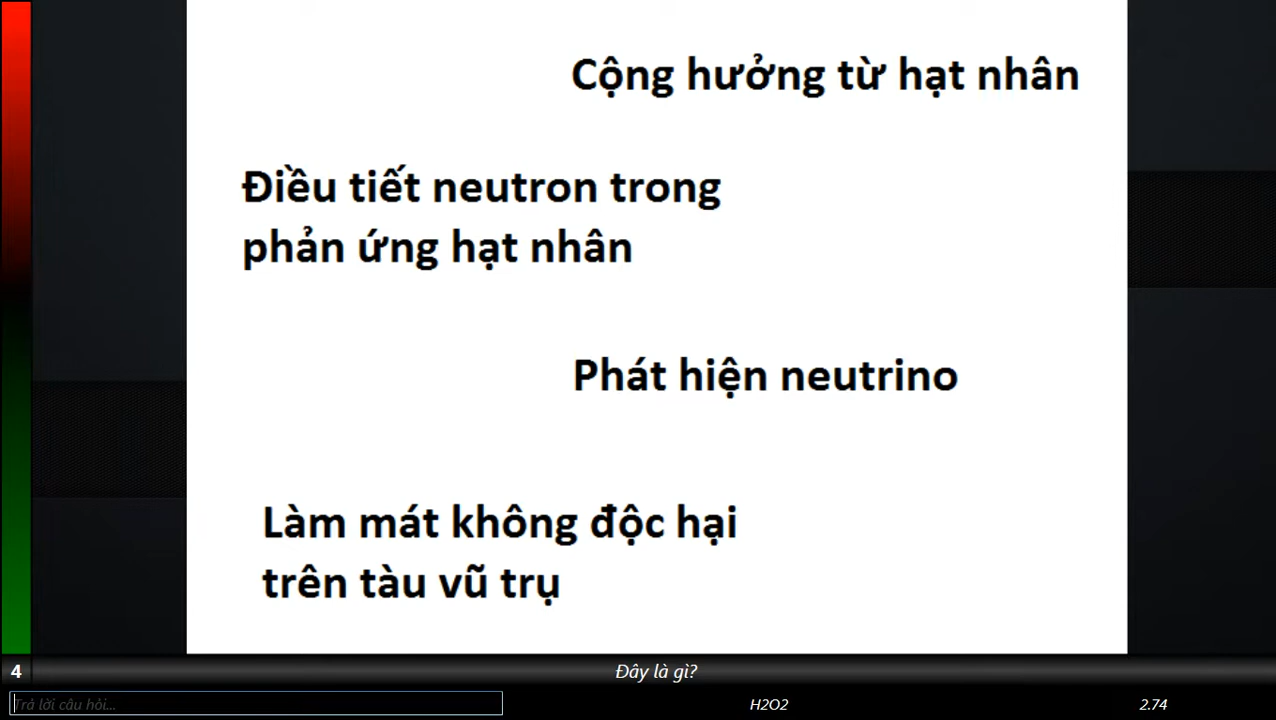 Cộng hưởng từ hạt nhân
Điều tiết neutron trong
phản ứng hạt nhân
Phát hiện neutrino
Làm mát không độc hại
trên tàu vũ trụ
4
Đây là gì?
Trả lời câu hỏi...
H2O2
2.74